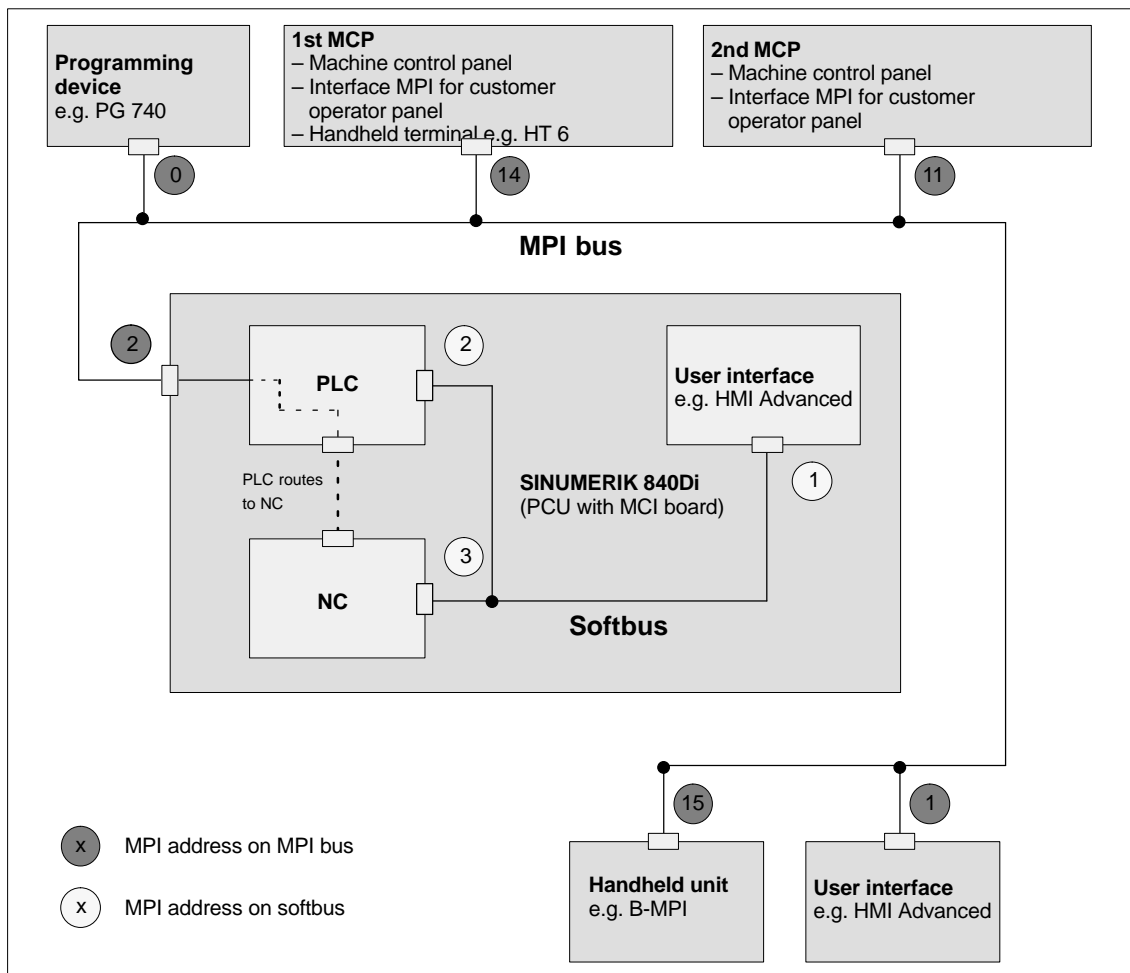 Programming
device
e.g. PG 740
1st MCP
– Machine control panel
– Interface MPI for customer
operator panel
– Handheld terminal e.g. HT 6
2nd MCP
– Machine control panel
– Interface MPI for customer
operator panel
0
14
11
MPI bus
2
PLC
2
User interface
e.g. HMI Advanced
1
PLC routes
to NC
SINUMERIK 840Di
(PCU with MCI board)
3
NC
Softbus
15
1
x MPI address on MPI bus
x MPI address on softbus
Handheld unit
e.g. B-MPI
User interface
e.g. HMI Advanced